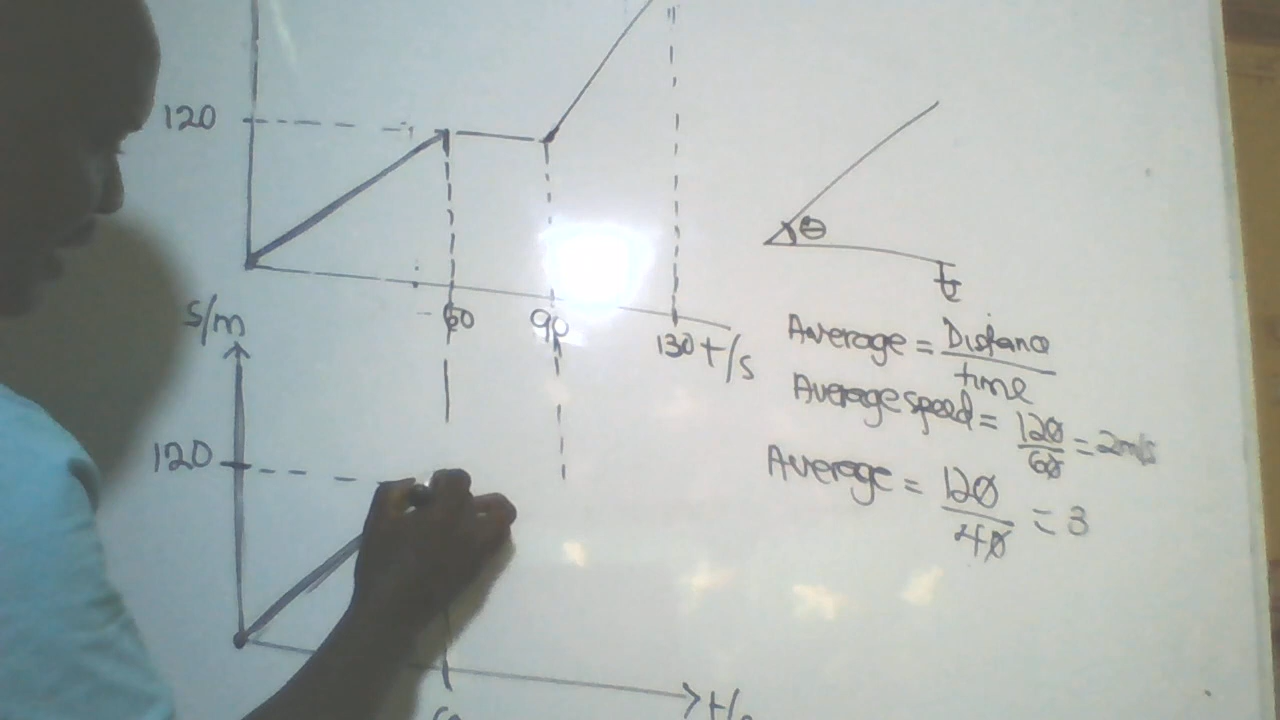 120
60 90 130 t/s
s/m
120
t/s
θ
t
Average = Distance
time
Average speed = 120
60
= 2m/s
Average = 120
40
= 3